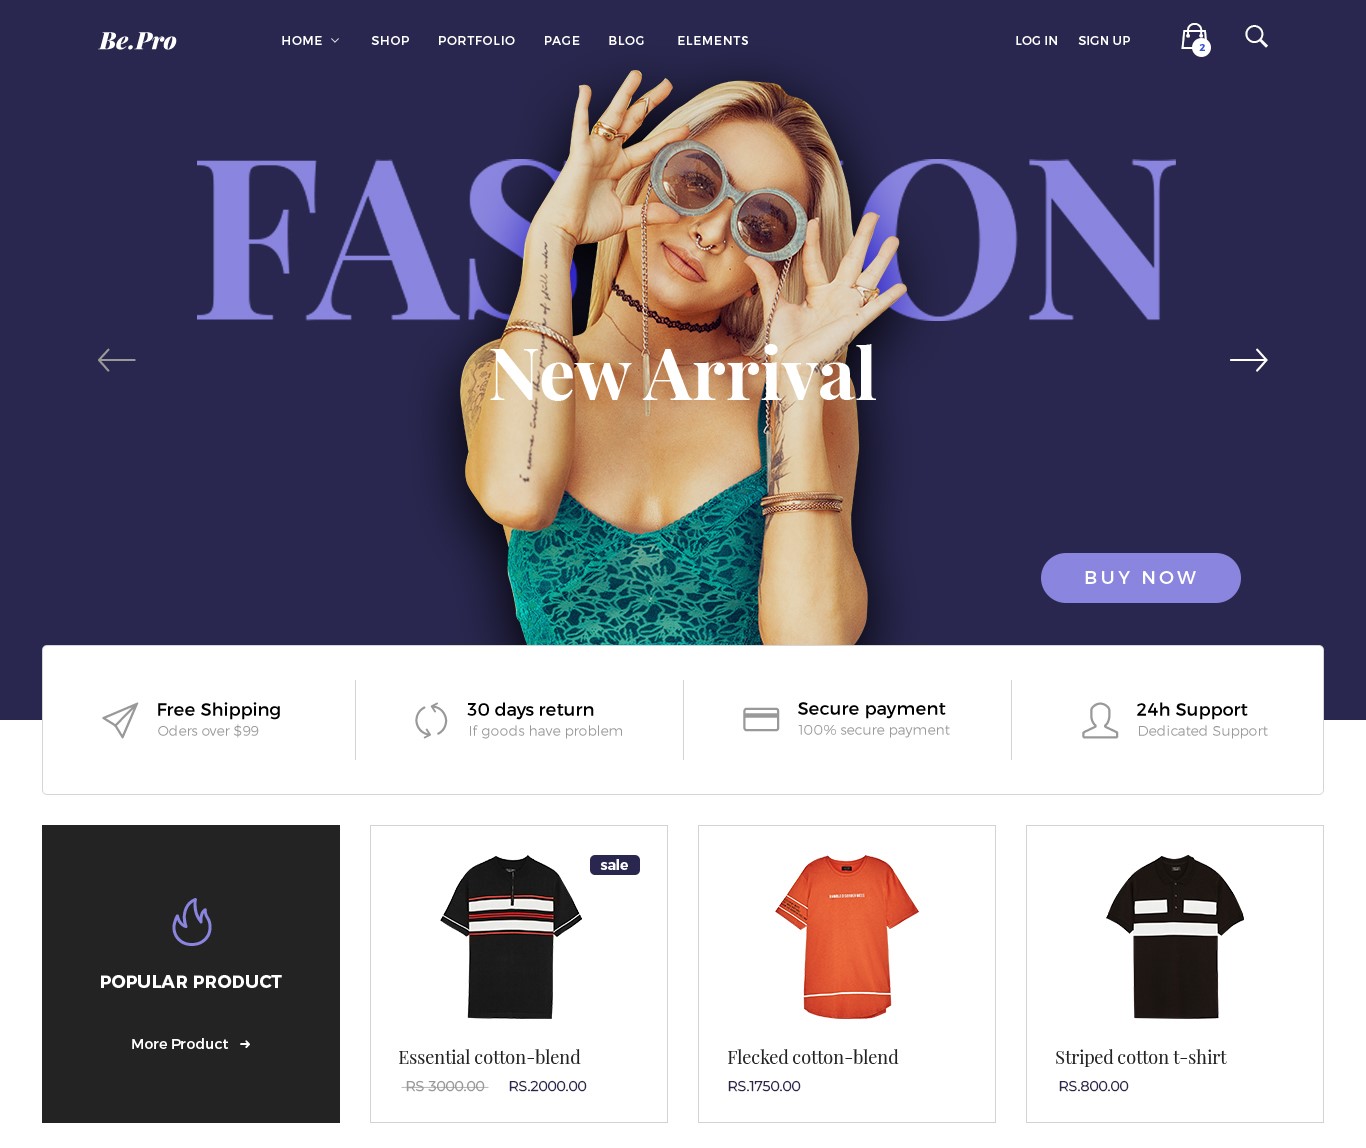 Be.Pro
HOME SHOP PORTFOLIO PAGE BLOG ELEMENTS LOG IN SIGN UP 2
FAS ON
New Arrival
BUY NOW
Free Shipping
Oders over $99
30 days return
If goods have problem
Secure payment
100% secure payment
24h Support
Dedicated Support
POPULAR PRODUCT
More Product
sale
Essential cotton-blend
RS 3000.00 RS.2000.00
Flecked cotton-blend
RS.1750.00
Striped cotton t-shirt
RS.800.00